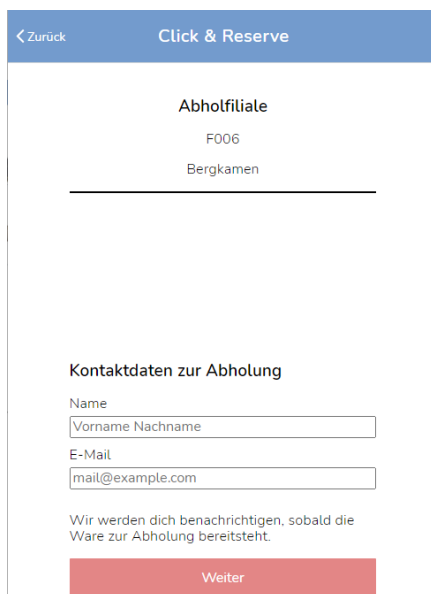 Zurück Click & Reserve
Abholfiliale
F006
Bergkamen
Kontaktdaten zur Abholung
Name
Vorname Nachname
E-Mail
mail@example.com
Wir werden dich benachrichtigen, sobald die
Ware zur Abholung bereitsteht.
Weiter